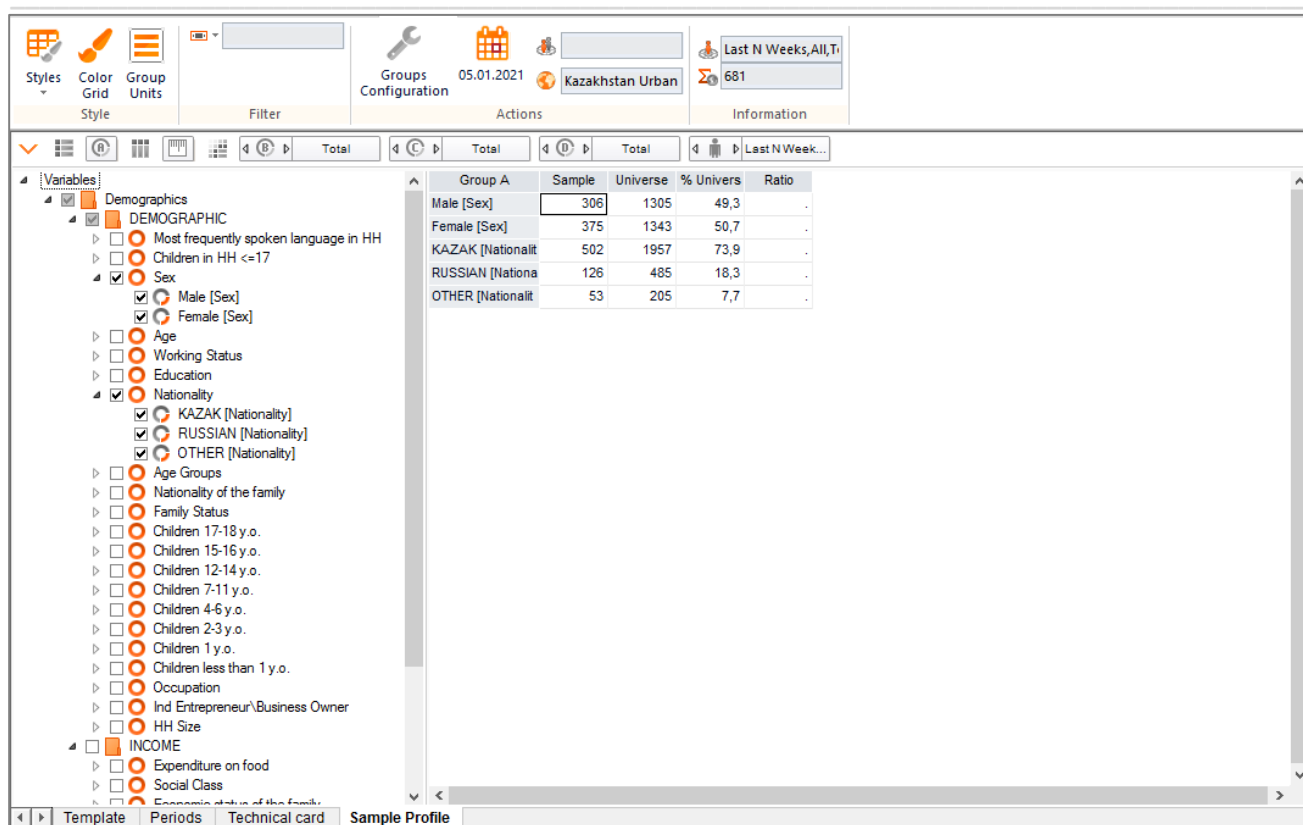 Styles
Color Grid
Group Units
Style
Filter
Groups Configuration
05.01.2021
Kazakhstan Urban
Actions
Last N Weeks,All,T
681
Information
A
B
Total
C
Total
D
Total
Last N Week...
Variables
Demographics
DEMOGRAPHIC
Most frequently spoken language in HH
Children in HH <=17
Sex
Male [Sex]
Female [Sex]
Age
Working Status
Education
Nationality
KAZAK [Nationality]
RUSSIAN [Nationality]
OTHER [Nationality]
Age Groups
Nationality of the family
Family Status
Children 17-18 y.o.
Children 15-16 y.o.
Children 12-14 y.o.
Children 7-11 y.o.
Children 4-6 y.o.
Children 2-3 y.o.
Children 1 y.o.
Children less than 1 y.o.
Occupation
Ind Entrepreneur\Business Owner
HH Size
INCOME
Expenditure on food
Social Class
Economic status of the family
Group A Sample Universe % Univers Ratio
Male [Sex] 306 1305 49,3 .
Female [Sex] 375 1343 50,7 .
KAZAK [Nationalit 502 1957 73,9 .
RUSSIAN [Nationa 126 485 18,3 .
OTHER [Nationalit 53 205 7,7 .
Template Periods Technical card Sample Profile